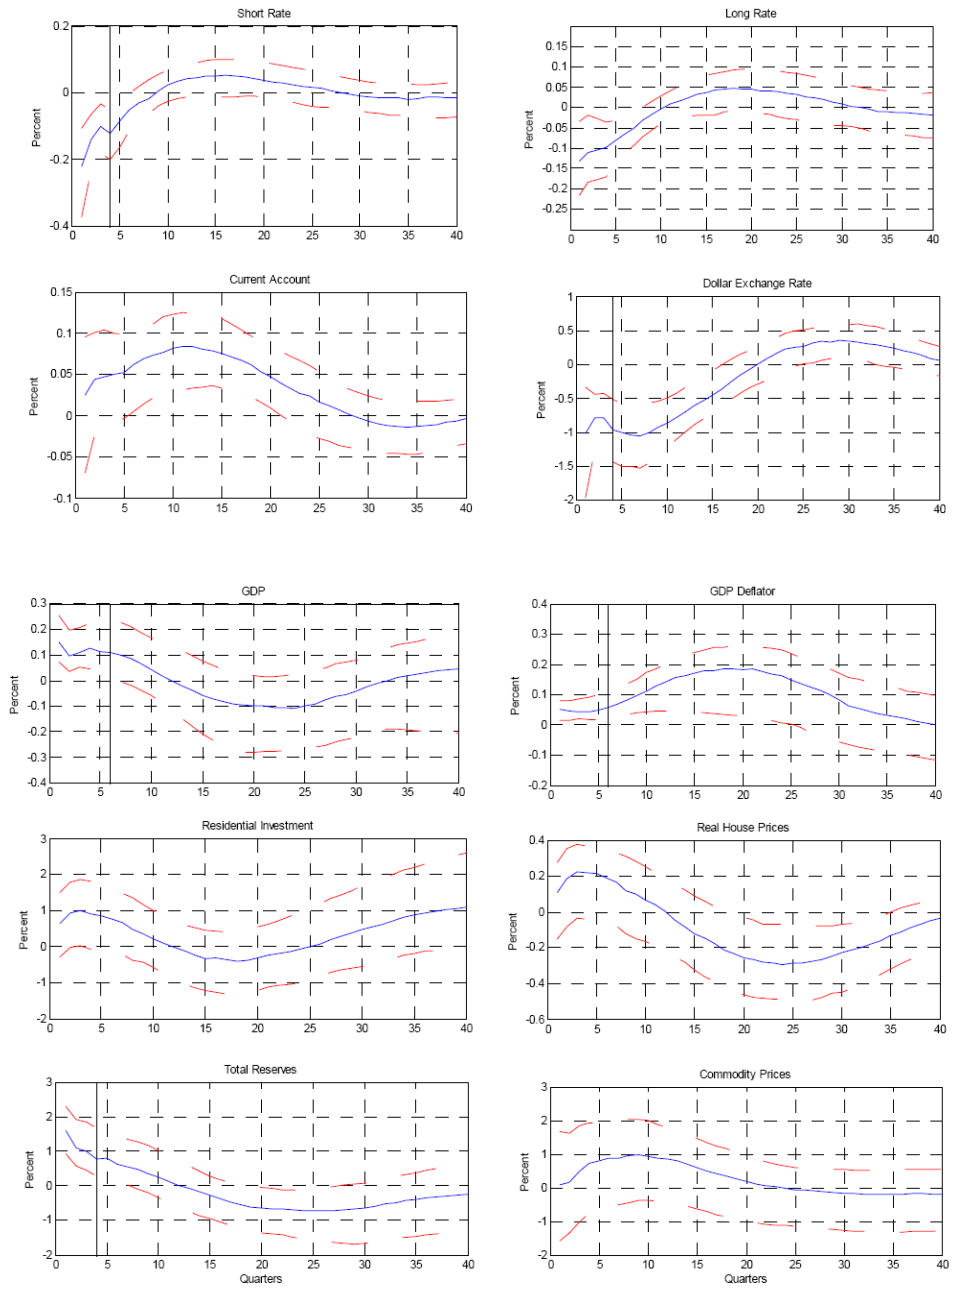 Short Rate
Percent
0.2
0
-0.2
-0.4
0 5 10 15 20 25 30 35 40
Long Rate
Percent
0.15
0.1
0.05
0
-0.05
-0.1
-0.15
-0.2
-0.25
0 5 10 15 20 25 30 35 40
Current Account
Percent
0.15
0.1
0.05
0
-0.05
-0.1
0 5 10 15 20 25 30 35 40
Dollar Exchange Rate
Percent
1
0.5
0
-0.5
-1
-1.5
-2
0 5 10 15 20 25 30 35 40
GDP
Percent
0.3
0.2
0.1
0
-0.1
-0.2
-0.3
-0.4
0 5 10 15 20 25 30 35 40
GDP Deflator
Percent
0.4
0.3
0.2
0.1
0
-0.1
-0.2
0 5 10 15 20 25 30 35 40
Residential Investment
Percent
3
2
1
0
-1
-2
0 5 10 15 20 25 30 35 40
Real House Prices
Percent
0.4
0.2
0
-0.2
-0.4
-0.6
0 5 10 15 20 25 30 35 40
Total Reserves
Percent
3
2
1
0
-1
-2
0 5 10 15 20 25 30 35 40
Quarters
Commodity Prices
Percent
3
2
1
0
-1
-2
0 5 10 15 20 25 30 35 40
Quarters